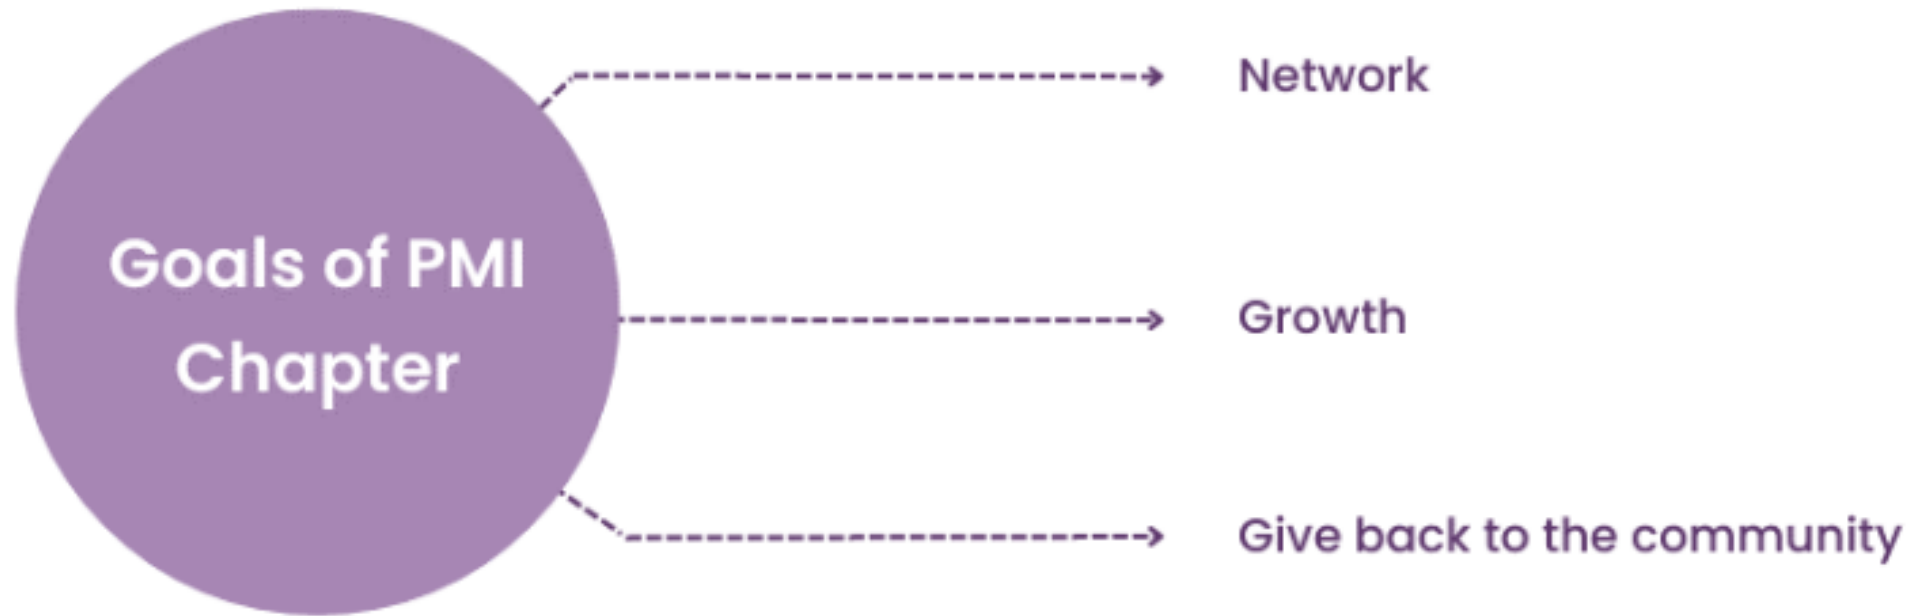 Goals of PMI
Chapter
Network
Growth
Give back to the community